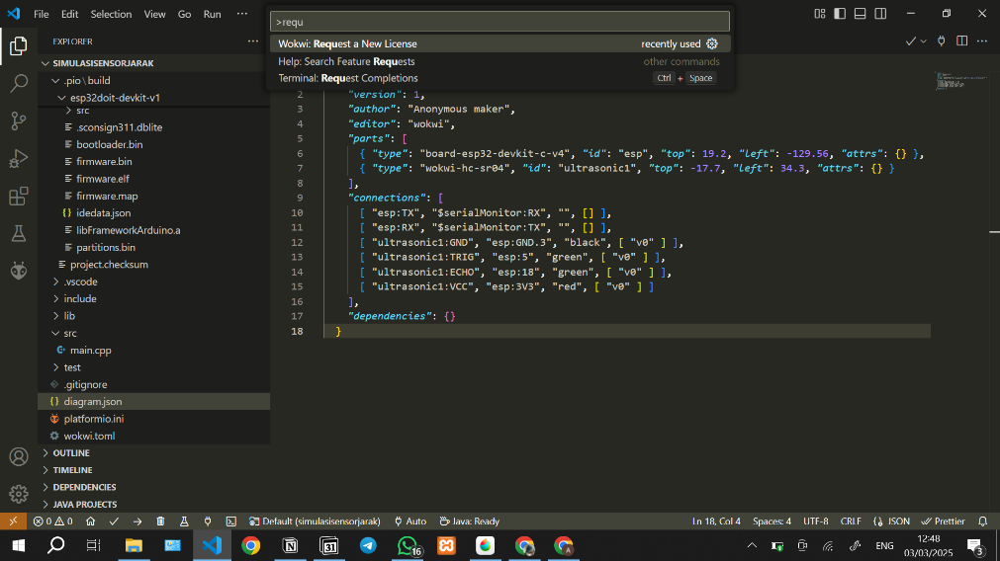 File Edit Selection View Go Run ···
>requ
Wokwi: Request a New License recently used
Help: Search Feature Requests other commands
Terminal: Request Completions Ctrl + Space
EXPLORER ···
SIMULASISENSORJARAK
.pio \ build
esp32doit-devkit-v1
src
.sconsign311.dblite
bootloader.bin
firmware.bin
firmware.elf
firmware.map
{} idedata.json
libFrameworkArduino.a
partitions.bin
project.checksum
.vscode
include
lib
src
main.cpp
test
.gitignore
{} diagram.json
platformio.ini
wokwi.toml
OUTLINE
TIMELINE
DEPENDENCIES
JAVA PROJECTS
2 "version": 1,
3 "author": "Anonymous maker",
4 "editor": "wokwi",
5 "parts": [
6 { "type": "board-esp32-devkit-c-v4", "id": "esp", "top": 19.2, "left": -129.56, "attrs": {} },
7 { "type": "wokwi-hc-sr04", "id": "ultrasonic1", "top": -17.7, "left": 34.3, "attrs": {} }
8 ],
9 "connections": [
10 [ "esp:TX", "$serialMonitor:RX", "", [] ],
11 [ "esp:RX", "$serialMonitor:TX", "", [] ],
12 [ "ultrasonic1:GND", "esp:GND.3", "black", [ "v0" ] ],
13 [ "ultrasonic1:TRIG", "esp:5", "green", [ "v0" ] ],
14 [ "ultrasonic1:ECHO", "esp:18", "green", [ "v0" ] ],
15 [ "ultrasonic1:VCC", "esp:3V3", "red", [ "v0" ] ]
16 ],
17 "dependencies": {}
18 }
0 0 Default (simulasisensorjarak) Auto Java: Ready Ln 18, Col 4 Spaces: 4 UTF-8 CRLF {} JSON Prettier
31 16 ENG 12:48
03/03/2025 3